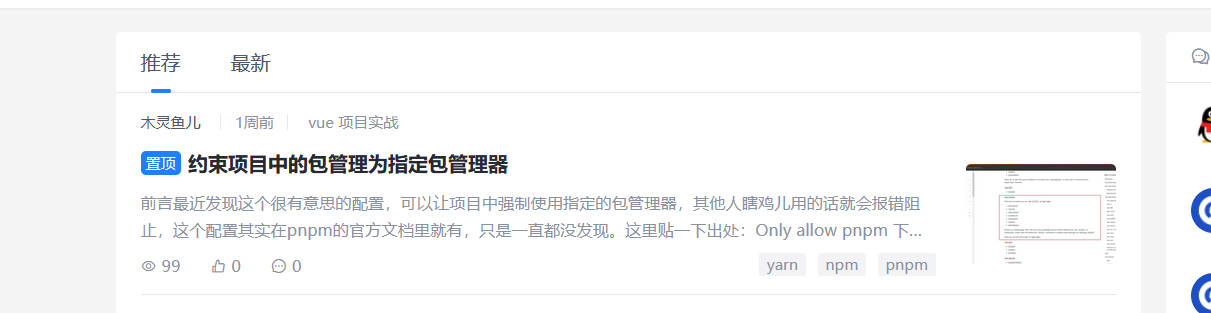 推荐 最新
木灵鱼儿 1周前 vue 项目实战
置顶 约束项目中的包管理为指定包管理器
前言最近发现这个很有意思的配置，可以让项目中强制使用指定的包管理器，其他人瞎鸡儿用的话就会报错阻
止，这个配置其实在pnpm的官方文档里就有，只是一直都没发现。这里贴一下出处：Only allow pnpm 下...
99 0 0 yarn npm pnpm